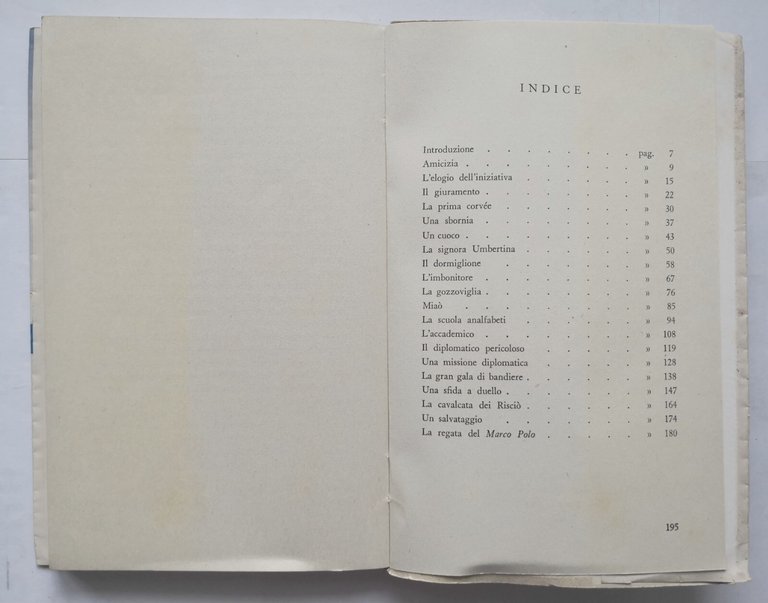 INDICE
Introduzione . . . . . . . pag. 7
Amicizia . . . . . . . . » 9
L'elogio dell'iniziativa . . . . . . » 15
Il giuramento . . . . . . . » 22
La prima corvée . . . . . . . » 30
Una sbornia . . . . . . . » 37
Un cuoco . . . . . . . . » 43
La signora Umbertina . . . . . . » 50
Il dormiglione . . . . . . . » 58
L'imbonitore . . . . . . . » 67
La gozzoviglia . . . . . . . » 76
Miaò . . . . . . . . » 85
La scuola analfabeti . . . . . . » 94
L'accademico . . . . . . . » 108
Il diplomatico pericoloso . . . . . . » 119
Una missione diplomatica . . . . . » 128
La gran gala di bandiere . . . . . . » 138
Una sfida a duello . . . . . . . » 147
La cavalcata dei Risciò . . . . . . » 164
Un salvataggio . . . . . . . » 174
La regata del Marco Polo . . . . . » 180
195